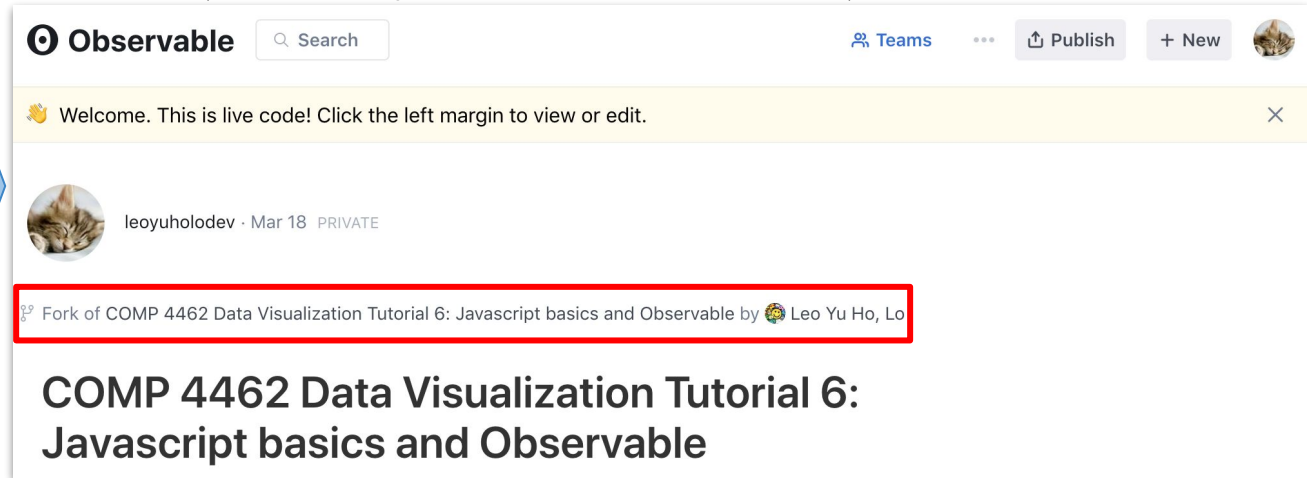 Observable
Search
Teams
Publish
+ New
👋 Welcome. This is live code! Click the left margin to view or edit.
leoyuholodev · Mar 18 PRIVATE
Fork of COMP 4462 Data Visualization Tutorial 6: Javascript basics and Observable by Leo Yu Ho, Lo
COMP 4462 Data Visualization Tutorial 6:
Javascript basics and Observable